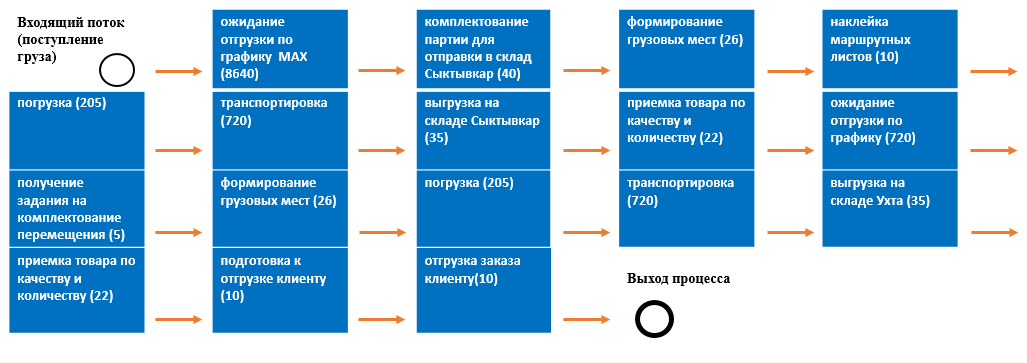 Входящий поток
(поступление
груза)
ожидание
отгрузки по
графику MAX
(8640)
комплектование
партии для
отправки в склад
Сыктывкар (40)
формирование
грузовых мест (26)
наклейка
маршрутных
листов (10)
погрузка (205)
транспортировка
(720)
выгрузка на
складе Сыктывкар
(35)
приемка товара по
качеству и
количеству (22)
ожидание
отгрузки по
графику (720)
получение
задания на
комплектование
перемещения (5)
формирование
грузовых мест (26)
погрузка (205)
транспортировка
(720)
выгрузка на
складе Ухта (35)
приемка товара по
качеству и
количеству (22)
подготовка к
отгрузке клиенту
(10)
отгрузка заказа
клиенту(10)
Выход процесса